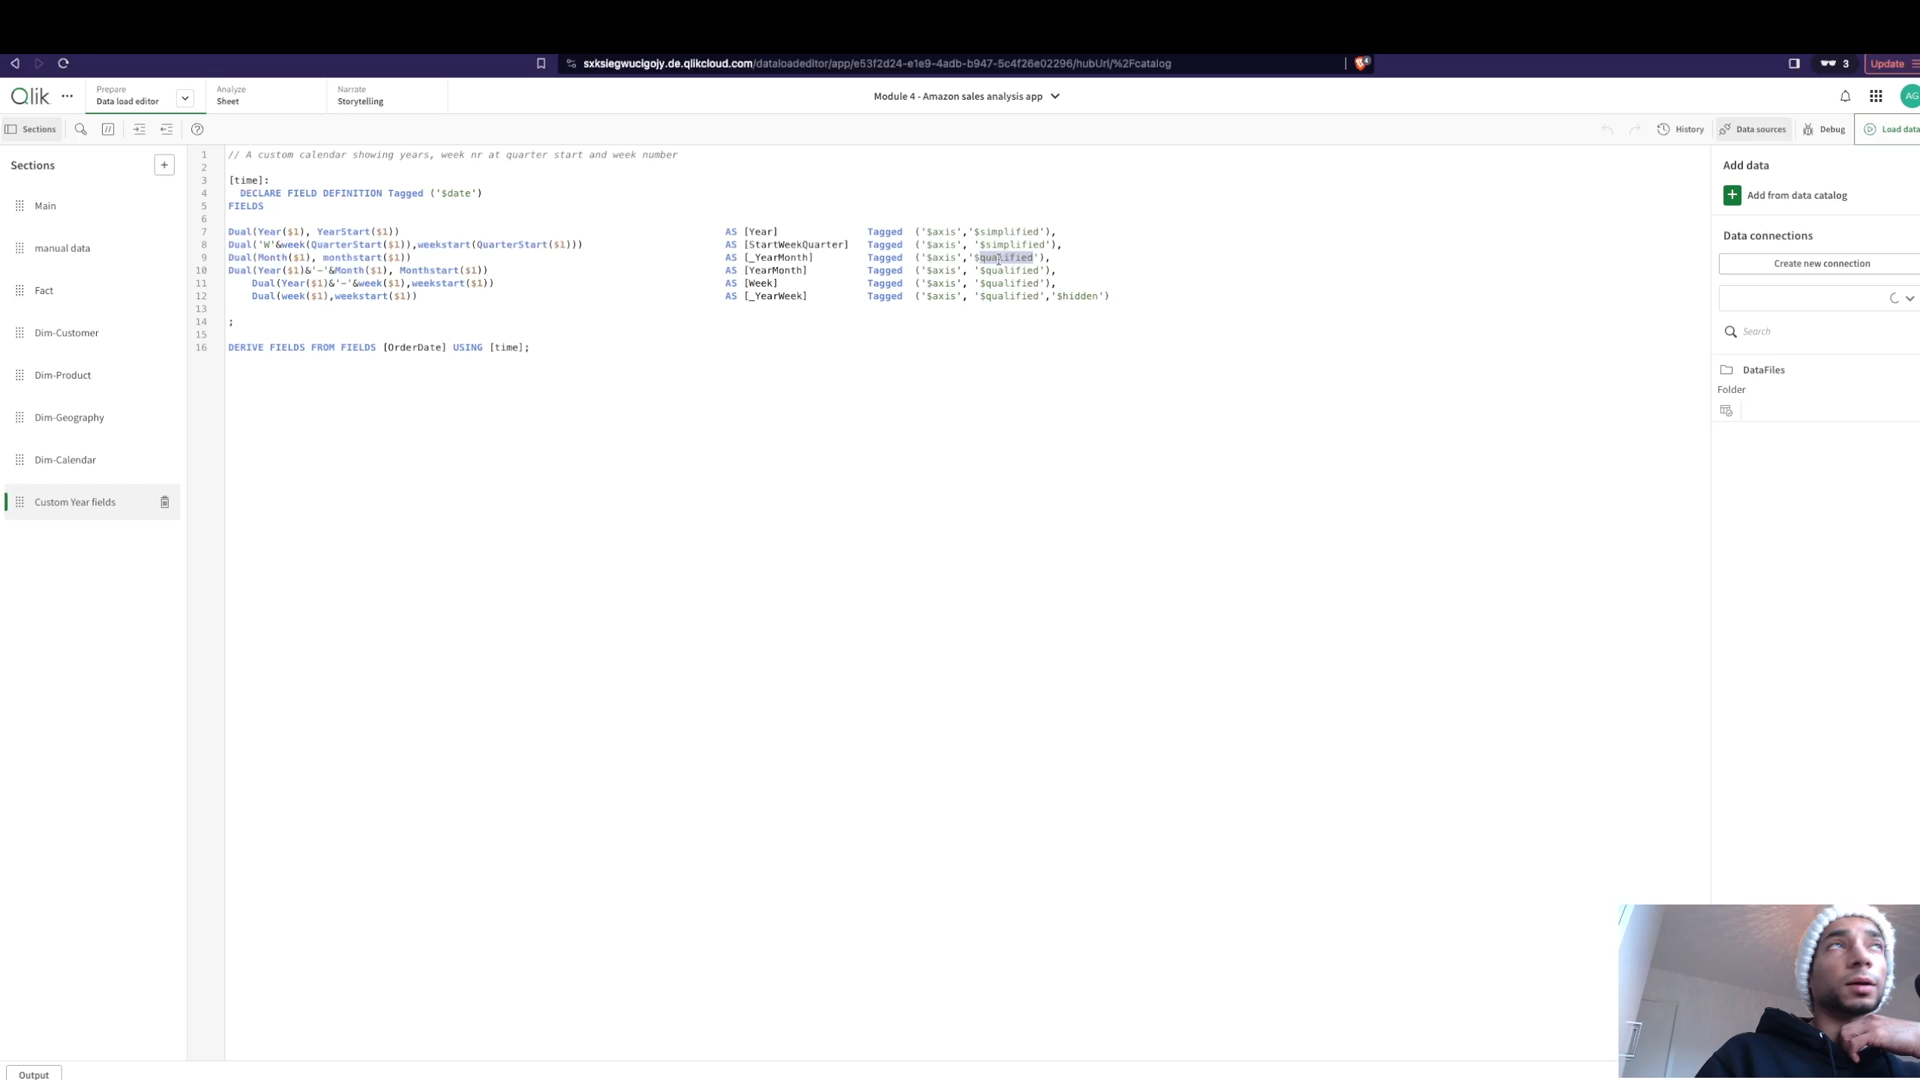 sxksiegwucigojy.de.qlikcloud.com/dataloadeditor/app/e53f2d24-e1e9-4adb-b947-5c4f26e02296/hubUrl/%2Fcatalog
4
3
Update
Qlik
Prepare
Data load editor
Analyze
Sheet
Narrate
Storytelling
Module 4 - Amazon sales analysis app
AG
Sections
History
Data sources
Debug
Load data
Sections
Main
manual data
Fact
Dim-Customer
Dim-Product
Dim-Geography
Dim-Calendar
Custom Year fields
1 // A custom calendar showing years, week nr at quarter start and week number
2
3 [time]:
4 DECLARE FIELD DEFINITION Tagged ('$date')
5 FIELDS
6
7 Dual(Year($1), YearStart($1)) AS [Year] Tagged ('$axis','$simplified'),
8 Dual('W'&week(QuarterStart($1)),weekstart(QuarterStart($1))) AS [StartWeekQuarter] Tagged ('$axis', '$simplified'),
9 Dual(Month($1), monthstart($1)) AS [_YearMonth] Tagged ('$axis','$qualified'),
10 Dual(Year($1)&'-'&Month($1), Monthstart($1)) AS [YearMonth] Tagged ('$axis', '$qualified'),
11 Dual(Year($1)&'-'&week($1),weekstart($1)) AS [Week] Tagged ('$axis', '$qualified'),
12 Dual(week($1),weekstart($1)) AS [_YearWeek] Tagged ('$axis', '$qualified','$hidden')
13
14 ;
15
16 DERIVE FIELDS FROM FIELDS [OrderDate] USING [time];
Add data
Add from data catalog
Data connections
Create new connection
Search
DataFiles
Folder
Output